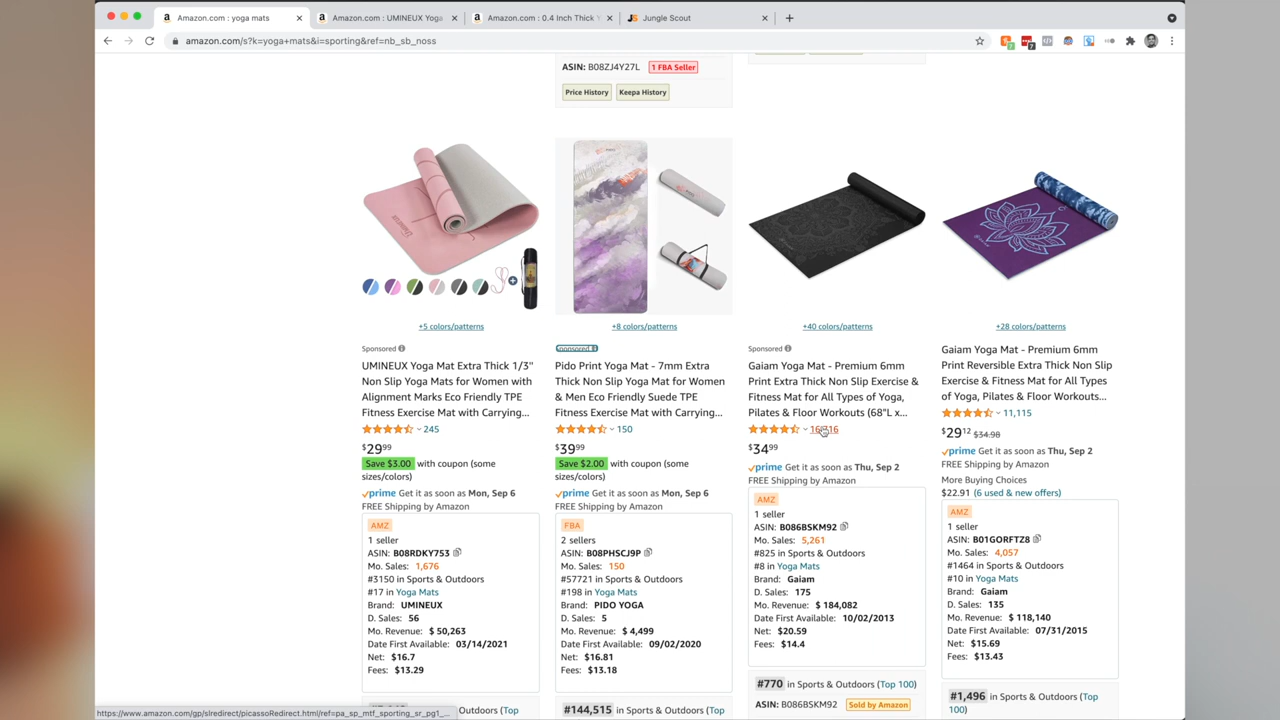 Amazon.com : yoga mats
Amazon.com : UMINEUX Yoga
Amazon.com : 0.4 Inch Thick
Jungle Scout
amazon.com/s?k=yoga+mats&i=sporting&ref=nb_sb_noss
ASIN: B08ZJ4Y27L 1 FBA Seller
Price History Keepa History
+5 colors/patterns
Sponsored
UMINEUX Yoga Mat Extra Thick 1/3"
Non Slip Yoga Mats for Women with
Alignment Marks Eco Friendly TPE
Fitness Exercise Mat with Carrying...
245
$29.99
Save $3.00 with coupon (some
sizes/colors)
prime Get it as soon as Mon, Sep 6
FREE Shipping by Amazon
AMZ
1 seller
ASIN: B08RDKY753
Mo. Sales: 1,676
#3150 in Sports & Outdoors
#17 in Yoga Mats
Brand: UMINEUX
D. Sales: 56
Mo. Revenue: $ 50,263
Date First Available: 03/14/2021
Net: $16.7
Fees: $13.29
+8 colors/patterns
Sponsored
Pido Print Yoga Mat - 7mm Extra
Thick Non Slip Yoga Mat for Women
& Men Eco Friendly Suede TPE
Fitness Exercise Mat with Carrying...
150
$39.99
Save $2.00 with coupon (some
sizes/colors)
prime Get it as soon as Mon, Sep 6
FREE Shipping by Amazon
FBA
2 sellers
ASIN: B08PHSCJ9P
Mo. Sales: 150
#57721 in Sports & Outdoors
#198 in Yoga Mats
Brand: PIDO YOGA
D. Sales: 5
Mo. Revenue: $ 4,499
Date First Available: 09/02/2020
Net: $16.81
Fees: $13.18
#144,515 in Sports & Outdoors (Top
+40 colors/patterns
Sponsored
Gaiam Yoga Mat - Premium 6mm
Print Extra Thick Non Slip Exercise &
Fitness Mat for All Types of Yoga,
Pilates & Floor Workouts (68"L x...
$34.99
prime Get it as soon as Thu, Sep 2
FREE Shipping by Amazon
AMZ
1 seller
ASIN: B086BSKM92
Mo. Sales: 5,261
#825 in Sports & Outdoors
#8 in Yoga Mats
Brand: Gaiam
D. Sales: 175
Mo. Revenue: $ 184,082
Date First Available: 10/02/2013
Net: $20.59
Fees: $14.4
#770 in Sports & Outdoors (Top 100)
ASIN: B086BSKM92 Sold by Amazon
+28 colors/patterns
Gaiam Yoga Mat - Premium 6mm
Print Reversible Extra Thick Non Slip
Exercise & Fitness Mat for All Types
of Yoga, Pilates & Floor Workouts...
11,115
$29.12 $34.98
prime Get it as soon as Thu, Sep 2
FREE Shipping by Amazon
More Buying Choices
$22.91 (6 used & new offers)
AMZ
1 seller
ASIN: B01GORFTZ8
Mo. Sales: 4,057
#1464 in Sports & Outdoors
#10 in Yoga Mats
Brand: Gaiam
D. Sales: 135
Mo. Revenue: $ 118,140
Date First Available: 07/31/2015
Net: $15.69
Fees: $13.43
#1,496 in Sports & Outdoors (Top
100)
https://www.amazon.com/gp/slredirect/picassoRedirect.html/ref=pa_sp_mtf_sporting_sr_pg1_...